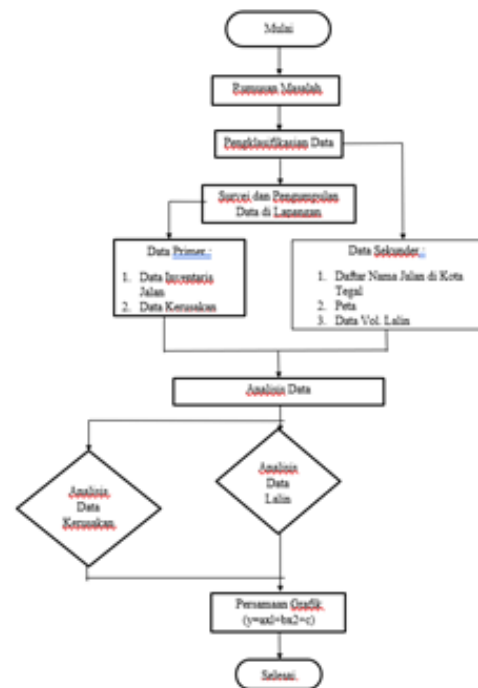 Mulai
Rumusan Masalah
Pengklasifikasian Data
Survei dan Pengumpulan
Data di Lapangan
Data Primer :
1. Data Inventaris
Jalan
2. Data Kerusakan
Data Sekunder :
1. Daftar Nama Jalan di Kota
Tegal
2. Peta
3. Data Vol. Lalin
Analisis Data
Analisis
Data
Kerusakan
Analisis
Data
Lalin
Persamaan Grafik
(y=ax1+bx2+c)
Selesai